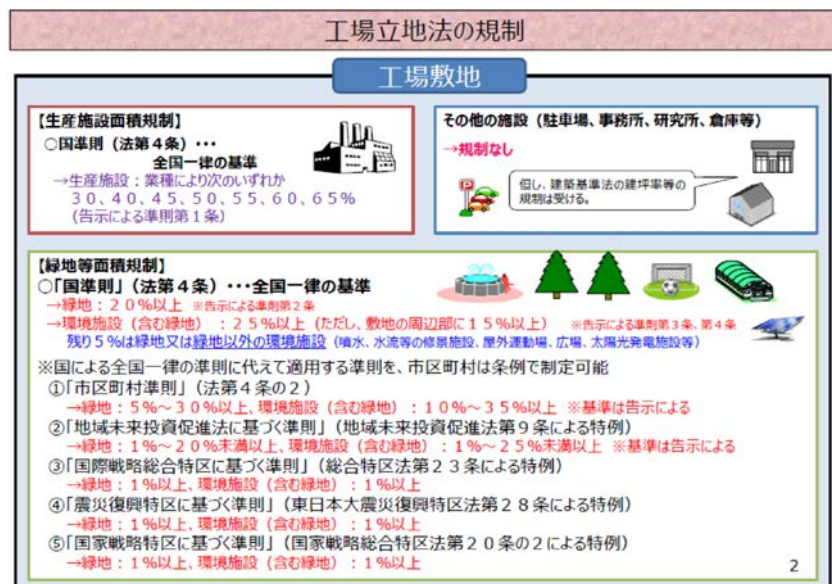 工場立地法の規制
工場敷地
【生産施設面積規制】
○国準則（法第４条）・・・
全国一律の基準
→生産施設：業種により次のいずれか
３０、４０、４５、５０、５５、６０、６５％
（告示による準則第１条）
その他の施設（駐車場、事務所、研究所、倉庫等）
→規制なし
P
但し、建築基準法の建坪率等の
規制は受ける。
【緑地等面積規制】
○「国準則」（法第４条）・・・全国一律の基準
→緑地：２０％以上 ※告示による準則第２条
→環境施設（含む緑地）：２５％以上（ただし、敷地の周辺部に１５％以上） ※告示による準則第３条、第４条
残り５％は緑地又は緑地以外の環境施設（噴水、水流等の修景施設、屋外運動場、広場、太陽光発電施設等）
※国による全国一律の準則に代えて適用する準則を、市区町村は条例で制定可能
①「市区町村準則」（法第４条の２）
→緑地：５％～３０％以上、環境施設（含む緑地）：１０％～３５％以上 ※基準は告示による
②「地域未来投資促進法に基づく準則」（地域未来投資促進法第９条による特例）
→緑地：１％～２０％未満以上、環境施設（含む緑地）：１％～２５％未満以上 ※基準は告示による
③「国際戦略総合特区に基づく準則」（総合特区法第２３条による特例）
→緑地：１％以上、環境施設（含む緑地）：１％以上
④「震災復興特区に基づく準則」（東日本大震災復興特区法第２８条による特例）
→緑地：１％以上、環境施設（含む緑地）：１％以上
⑤「国家戦略特区に基づく準則」（国家戦略総合特区法第２０条の２による特例）
→緑地：１％以上、環境施設（含む緑地）：１％以上
2